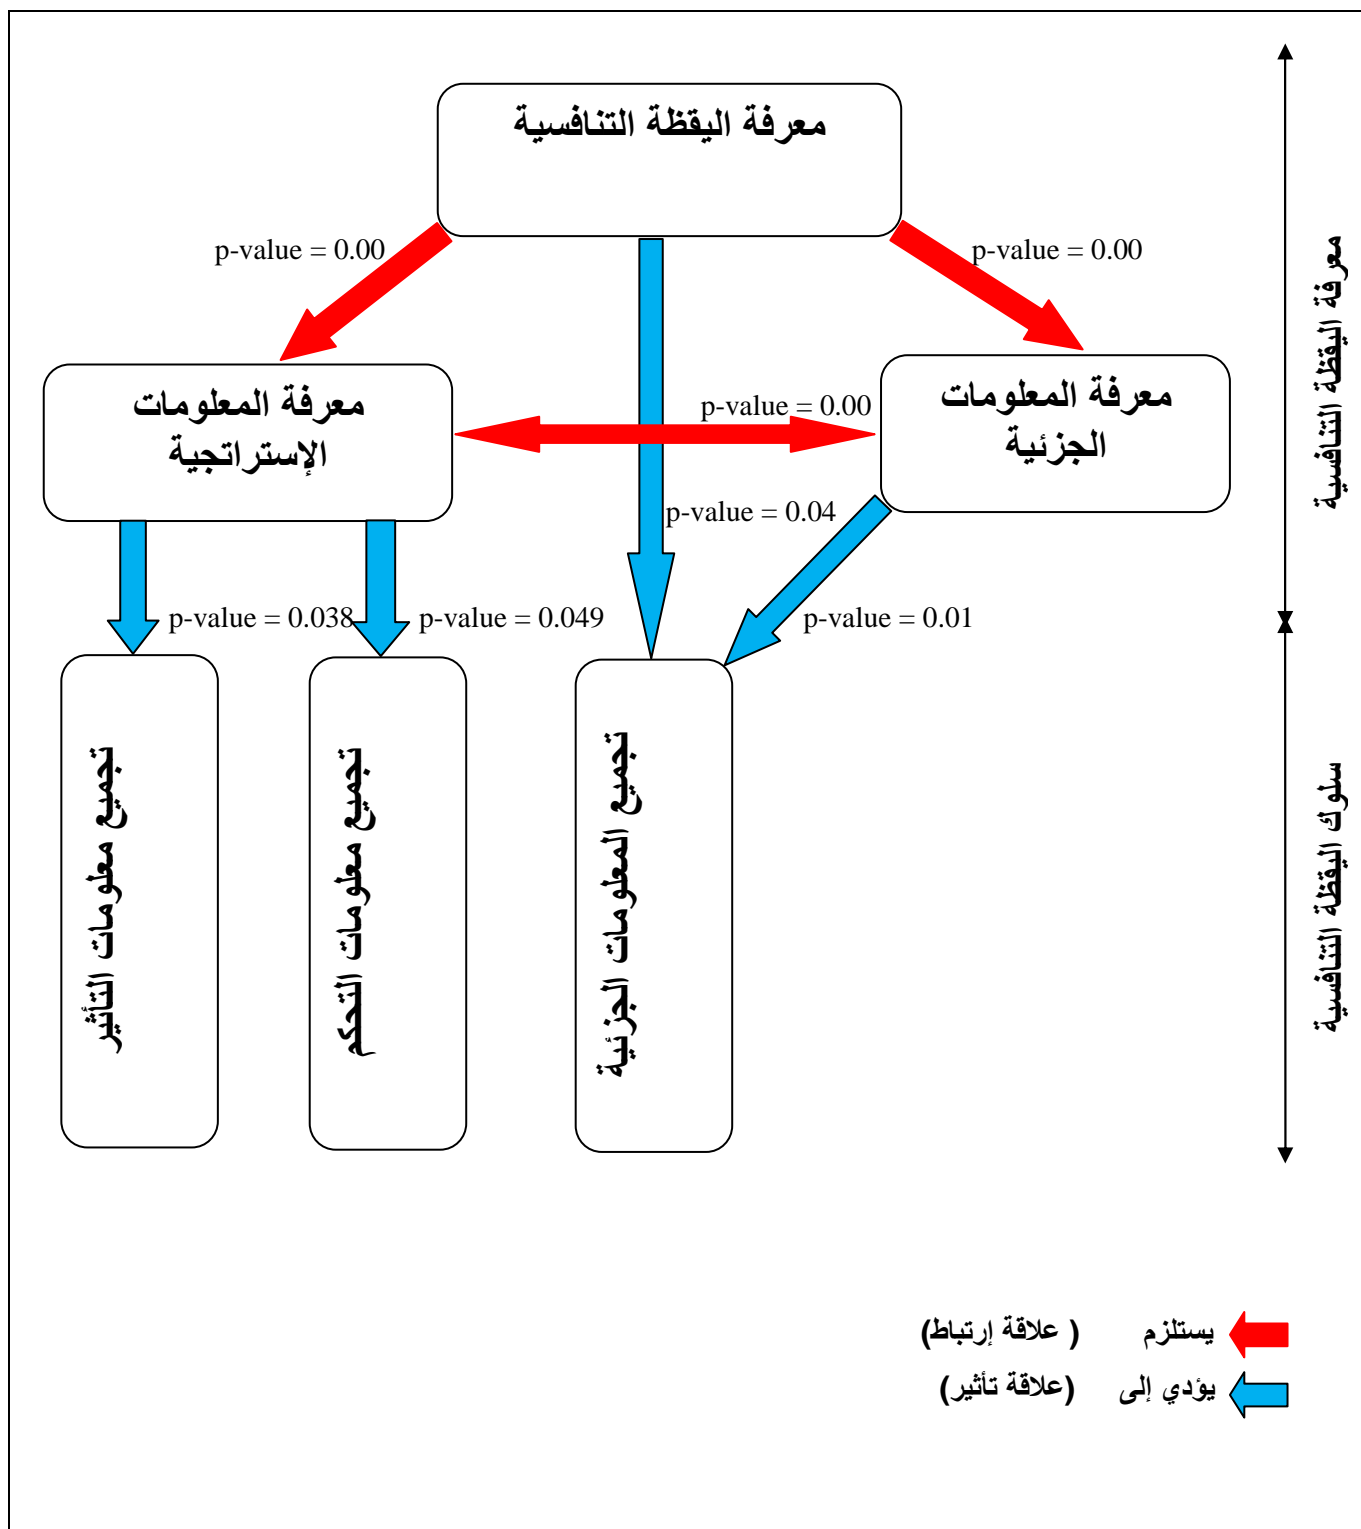 معرفة اليقظة التنافسية
p-value = 0.00
p-value = 0.00
معرفة اليقظة التنافسية
معرفة المعلومات
الجزئية
معرفة المعلومات
الإستراتجية
p-value = 0.00
p-value = 0.04
p-value = 0.01
p-value = 0.049
p-value = 0.038
سلوك اليقظة التنافسية
تجميع المعلومات الجزئية
تجميع معلومات التحكم
تجميع معلومات التأثير
يستلزم ( علاقة إرتباط)
يؤدي إلى (علاقة تأثير)